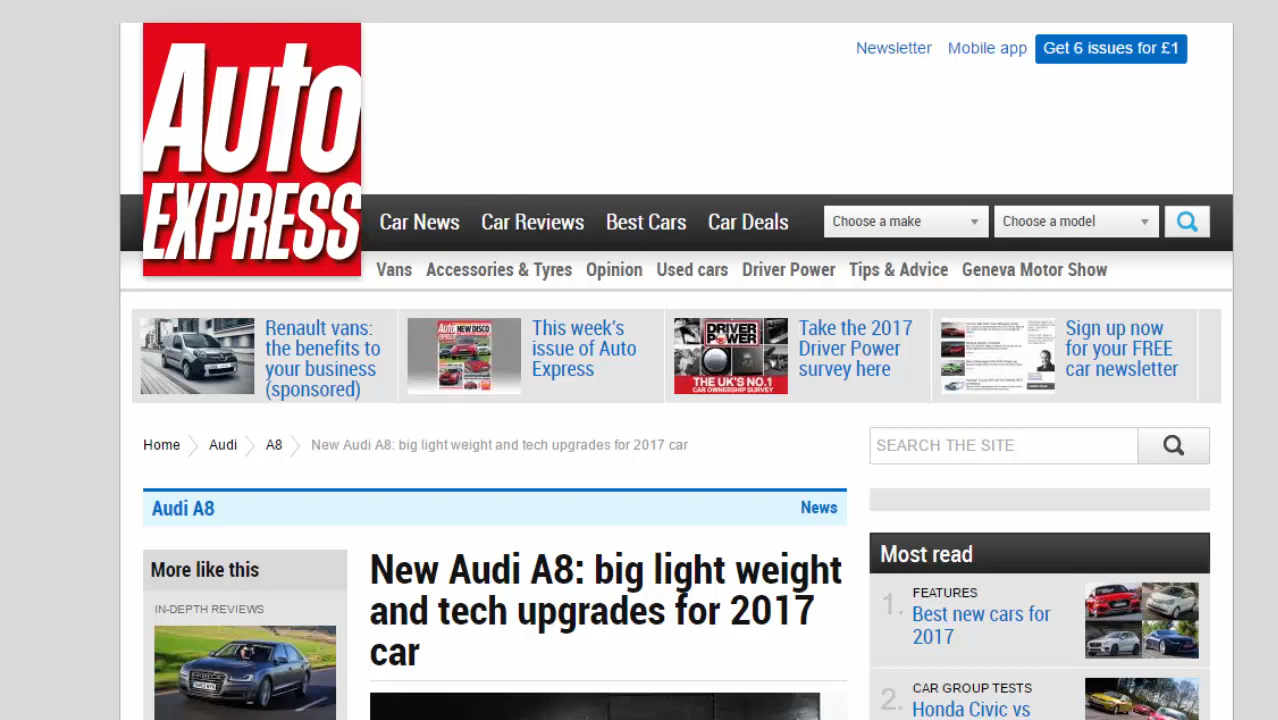 Auto
EXPRESS
Newsletter Mobile app Get 6 issues for £1
Car News Car Reviews Best Cars Car Deals Choose a make Choose a model
Vans Accessories & Tyres Opinion Used cars Driver Power Tips & Advice Geneva Motor Show
Renault vans:
the benefits to
your business
(sponsored)
Auto NEW DISCO
This week's
issue of Auto
Express
DRIVER
POWER
THE UK'S NO.1
CAR OWNERSHIP SURVEY
Take the 2017
Driver Power
survey here
Sign up now
for your FREE
car newsletter
Home Audi A8 New Audi A8: big light weight and tech upgrades for 2017 car
SEARCH THE SITE
Audi A8 News
More like this
IN-DEPTH REVIEWS
New Audi A8: big light weight
and tech upgrades for 2017
car
Most read
1. FEATURES
Best new cars for
2017
2. CAR GROUP TESTS
Honda Civic vs